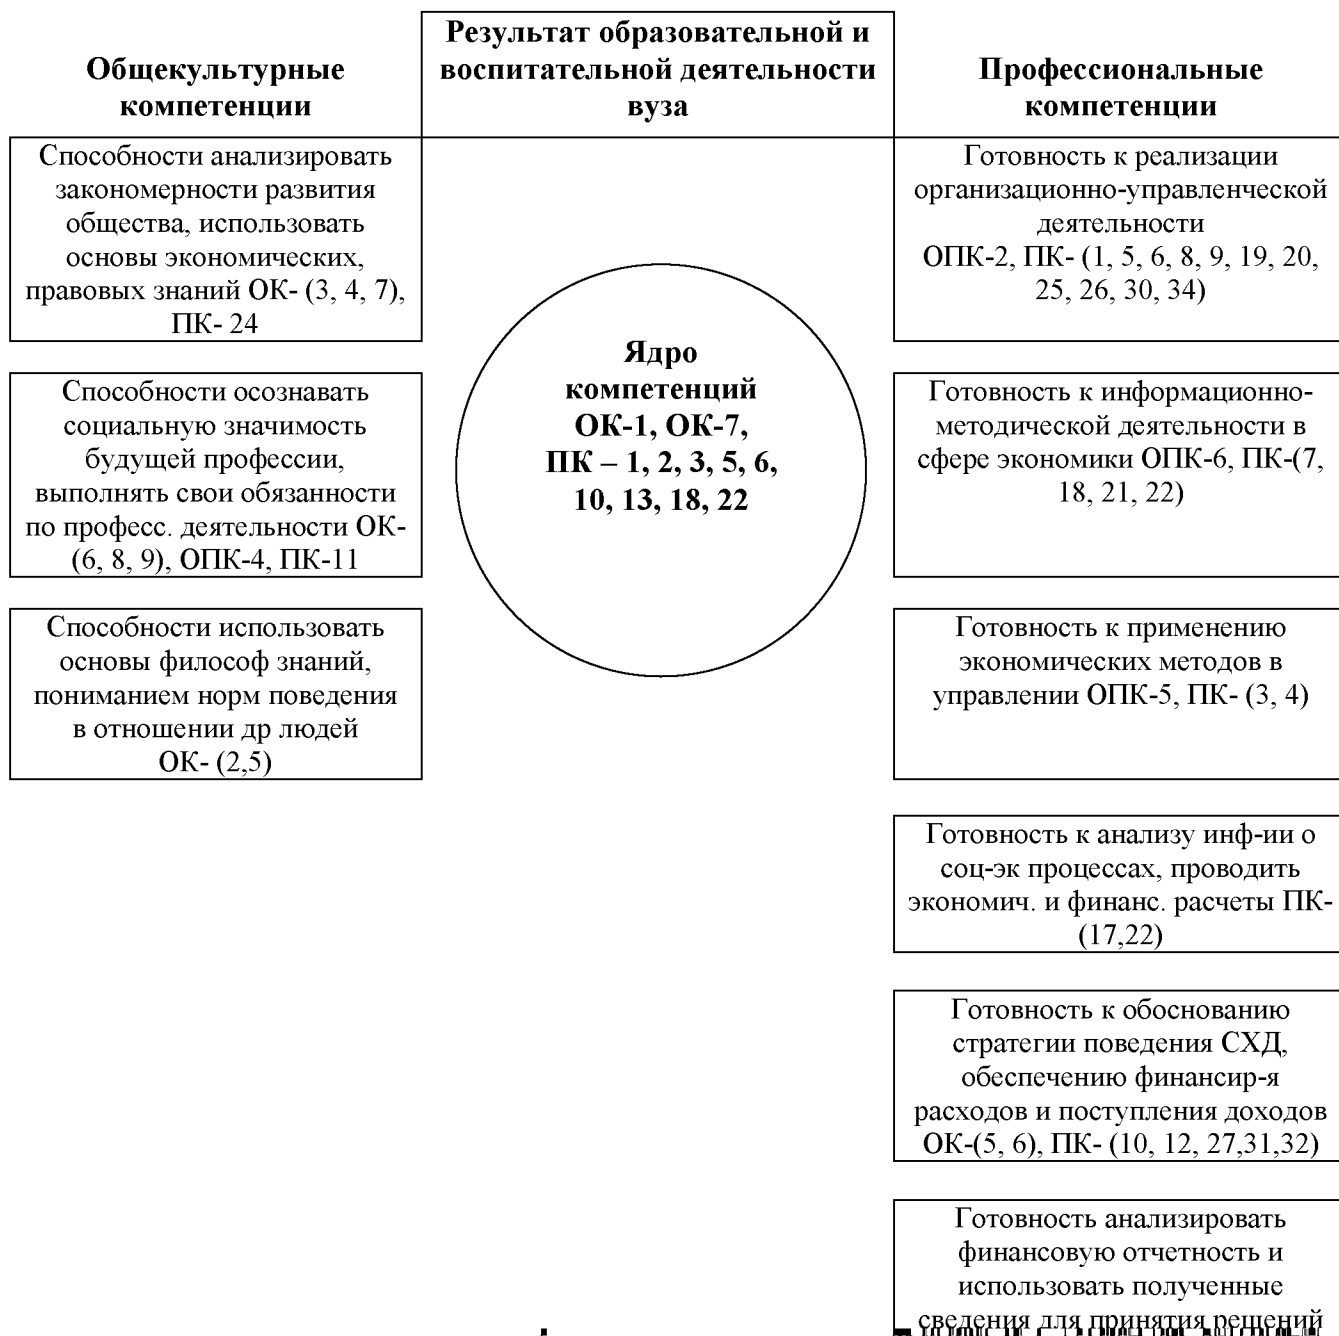 Общекультурные
компетенции
Результат образовательной и
воспитательной деятельности
вуза
Профессиональные
компетенции
Способности анализировать
закономерности развития
общества, использовать
основы экономических,
правовых знаний ОК- (3, 4, 7),
ПК- 24
Способности осознавать
социальную значимость
будущей профессии,
выполнять свои обязанности
по професс. деятельности ОК-
(6, 8, 9), ОПК-4, ПК-11
Способности использовать
основы философ знаний,
пониманием норм поведения
в отношении др людей
ОК- (2,5)
Ядро
компетенций
ОК-1, ОК-7,
ПК – 1, 2, 3, 5, 6,
10, 13, 18, 22
Готовность к реализации
организационно-управленческой
деятельности
ОПК-2, ПК- (1, 5, 6, 8, 9, 19, 20,
25, 26, 30, 34)
Готовность к информационно-
методической деятельности в
сфере экономики ОПК-6, ПК-(7,
18, 21, 22)
Готовность к применению
экономических методов в
управлении ОПК-5, ПК- (3, 4)
Готовность к анализу инф-ии о
соц-эк процессах, проводить
экономич. и финанс. расчеты ПК-
(17,22)
Готовность к обоснованию
стратегии поведения СХД,
обеспечению финансир-я
расходов и поступления доходов
ОК-(5, 6), ПК- (10, 12, 27,31,32)
Готовность анализировать
финансовую отчетность и
использовать полученные
сведения для принятия решений